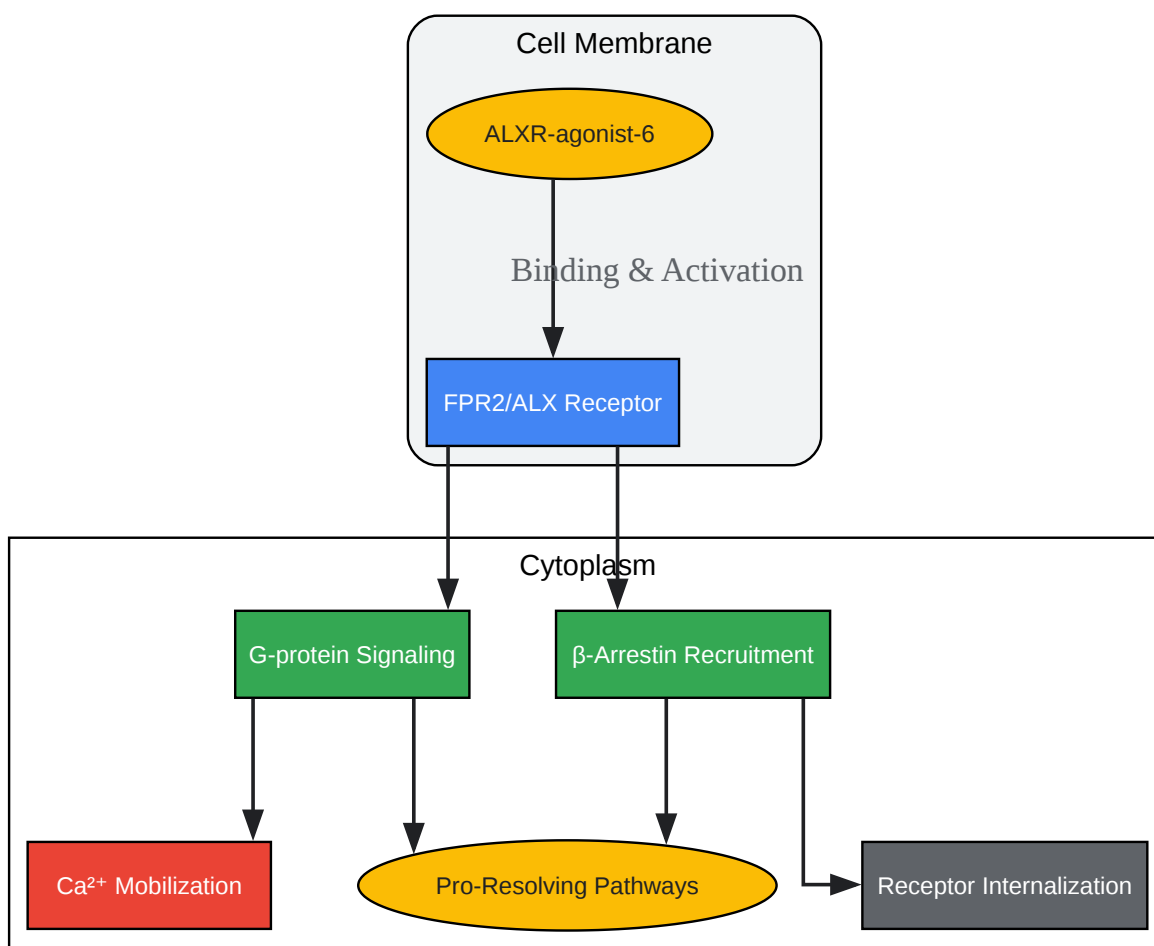 Cell Membrane
ALXR-agonist-6
Binding & Activation
FPR2/ALX Receptor
Cytoplasm
G-protein Signaling
β-Arrestin Recruitment
Ca²⁺ Mobilization
Pro-Resolving Pathways
Receptor Internalization